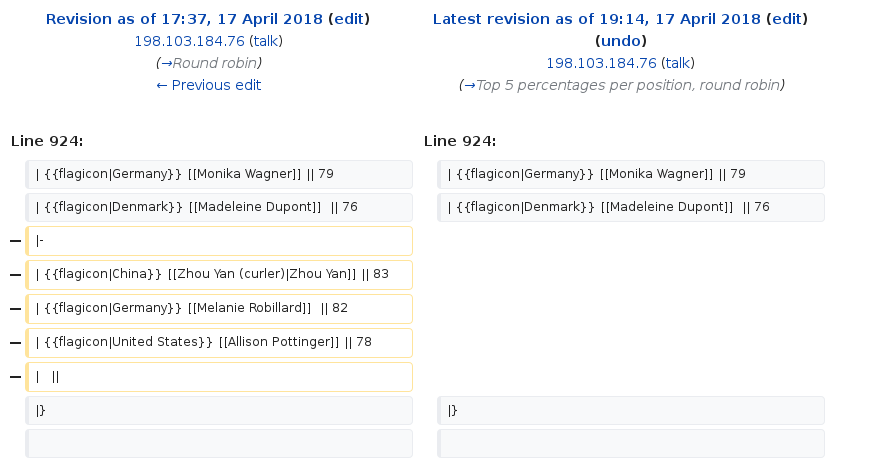 Revision as of 17:37, 17 April 2018 (edit)
198.103.184.76 (talk)
(→Round robin)
← Previous edit
Latest revision as of 19:14, 17 April 2018 (edit)
(undo)
198.103.184.76 (talk)
(→Top 5 percentages per position, round robin)
Line 924:
Line 924:
| {{flagicon|Germany}} [[Monika Wagner]] || 79
| {{flagicon|Germany}} [[Monika Wagner]] || 79
| {{flagicon|Denmark}} [[Madeleine Dupont]]  || 76
| {{flagicon|Denmark}} [[Madeleine Dupont]]  || 76
− |-
− | {{flagicon|China}} [[Zhou Yan (curler)|Zhou Yan]] || 83
− | {{flagicon|Germany}} [[Melanie Robillard]]  || 82
− | {{flagicon|United States}} [[Allison Pottinger]] || 78
− |  ||
|}
|}